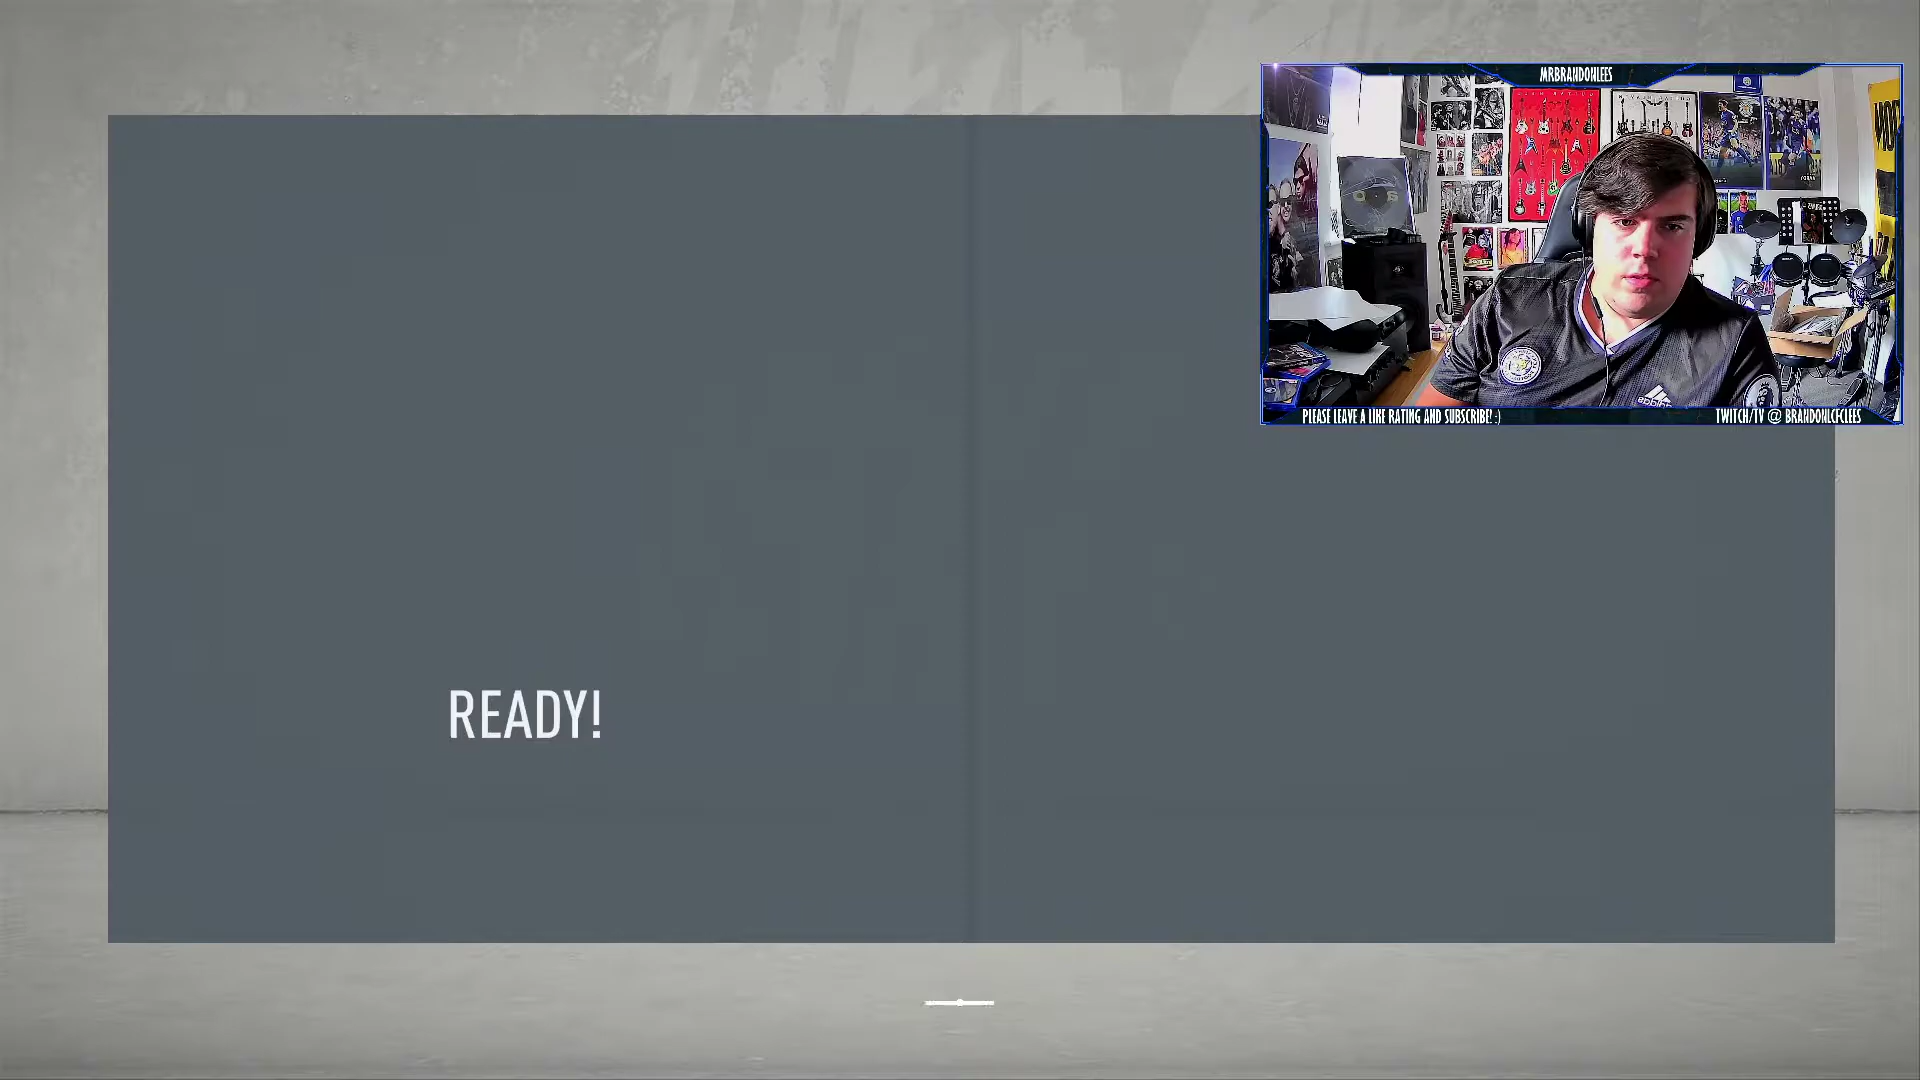 MRBRANDONLEES
PLEASE LEAVE A LIKE RATING AND SUBSCRIBE! :)
TWITCH/TV @ BRANDONLCFCLEES
READY!